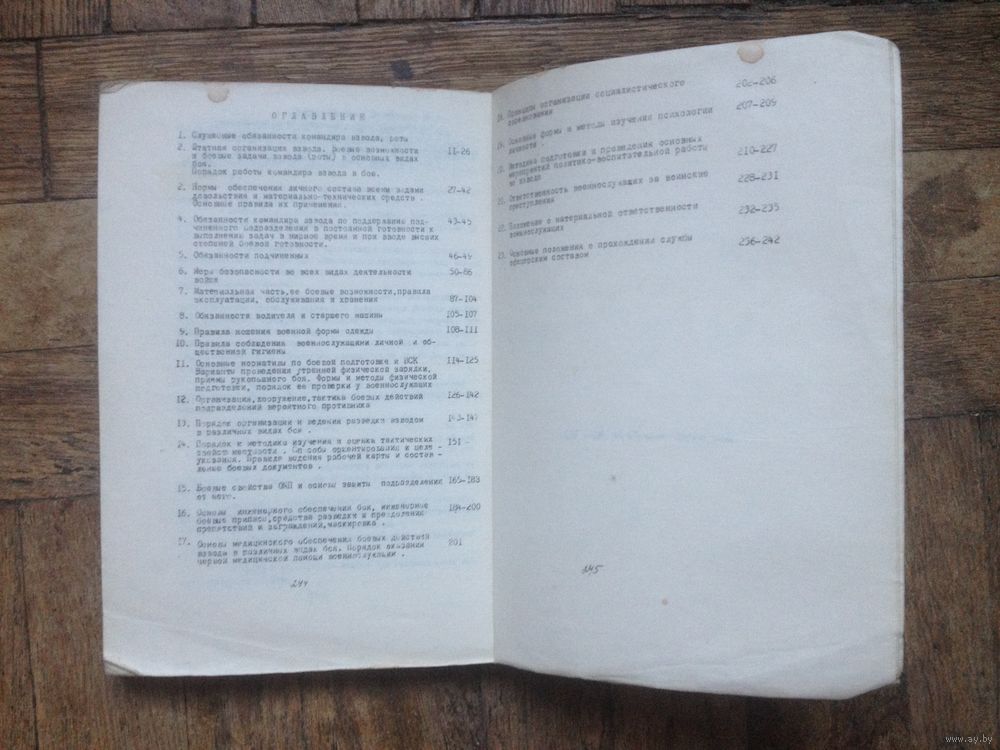 ОГЛАВЛЕНИЕ
1. Служебные обязанности командира взвода, роты
2. Штатная организация взвода. Боевые возможности 11-26
и боевые задачи взвода (роты) в основных видах
боя.
Порядок работы командира взвода в бою.
2. Нормы обеспечения личного состава всеми видами 27-42
довольствия и материально-технических средств.
Основные правила их применения.
4. Обязанности командира взвода по поддержанию под- 43-45
чиненного подразделения в постоянной готовности к
выполнению задач в мирное время и при вводе высших
степеней боевой готовности.
5. Обязанности подчиненных 46-49
6. Меры безопасности во всех видах деятельности 50-86
войск
7. Материальная часть, ее боевые возможности, правила
эксплуатации, обслуживания и хранения 87-104
8. Обязанности водителя и старшего машины 105-107
9. Правила ношения военной формы одежды 108-111
10. Правила соблюдения военнослужащими личной и об-
щественной гигиены
11. Основные нормативы по боевой подготовке и ВСК 114-125
Варианты проведения утренней физической зарядки,
приемы рукопашного боя. Формы и методы физической
подготовки, порядок ее проверки у военнослужащих
12. Организация, вооружение, тактика боевых действий 126-142
подразделений вероятного противника
13. Порядок организации и ведения разведки взводом
в различных видах боя.
14. Порядок и методика изучения и оценка тактических 151-
свойств местности. Способы ориентирования и целе-
указания. Правила ведения рабочей карты и состав-
ление боевых документов.
15. Боевые свойства ОМП и основы защиты подразделения 165-183
от него.
16. Основы инженерного обеспечения боя, инженерные 184-200
боевые припасы, средства разведки и преодоления
препятствий и заграждений, маскировка.
17. Основы медицинского обеспечения боевых действий 201
взвода в различных видах боя. Порядок оказания
первой медицинской помощи военнослужащим.
244
18. Принципы организации социалистического 202-206
соревнования
19. Основные формы и методы изучения психологии 207-209
личности.
20. Методика подготовки и проведения основных 210-227
мероприятий политико-воспитательной работы
во взводе
21. Ответственность военнослужащих за воинские 228-231
преступления
22. Положение о материальной ответственности 232-235
военнослужащих
23. Основные положения о прохождении службы 236-242
офицерским составом
245
www.ay.by